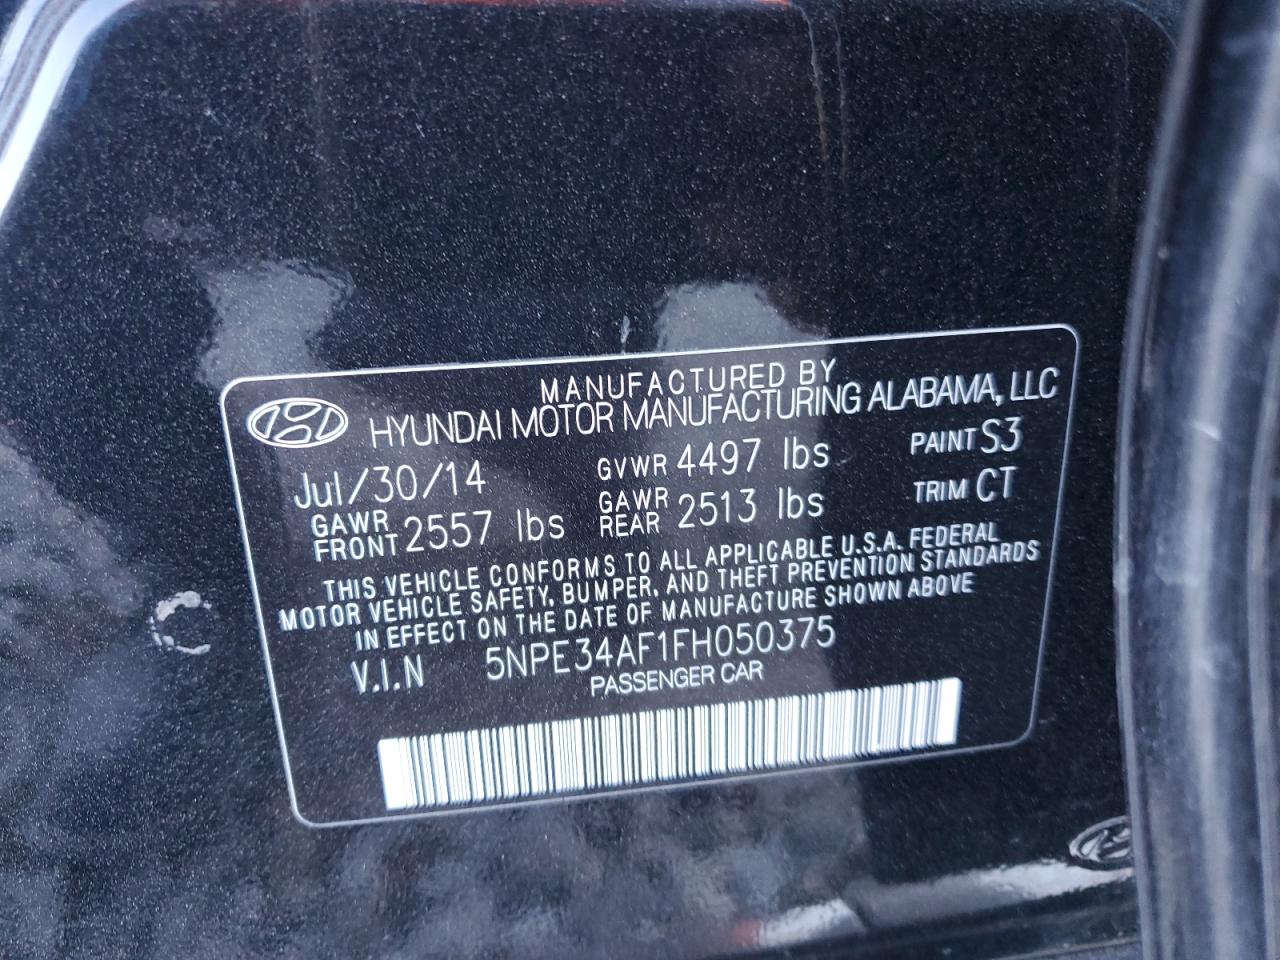 MANUFACTURED BY
HYUNDAI MOTOR MANUFACTURING ALABAMA, LLC
Jul/30/14 GVWR 4497 lbs PAINT S3
GAWR FRONT 2557 lbs GAWR REAR 2513 lbs TRIM CT
THIS VEHICLE CONFORMS TO ALL APPLICABLE U.S.A. FEDERAL
MOTOR VEHICLE SAFETY, BUMPER, AND THEFT PREVENTION STANDARDS
IN EFFECT ON THE DATE OF MANUFACTURE SHOWN ABOVE
V.I.N 5NPE34AF1FH050375
PASSENGER CAR